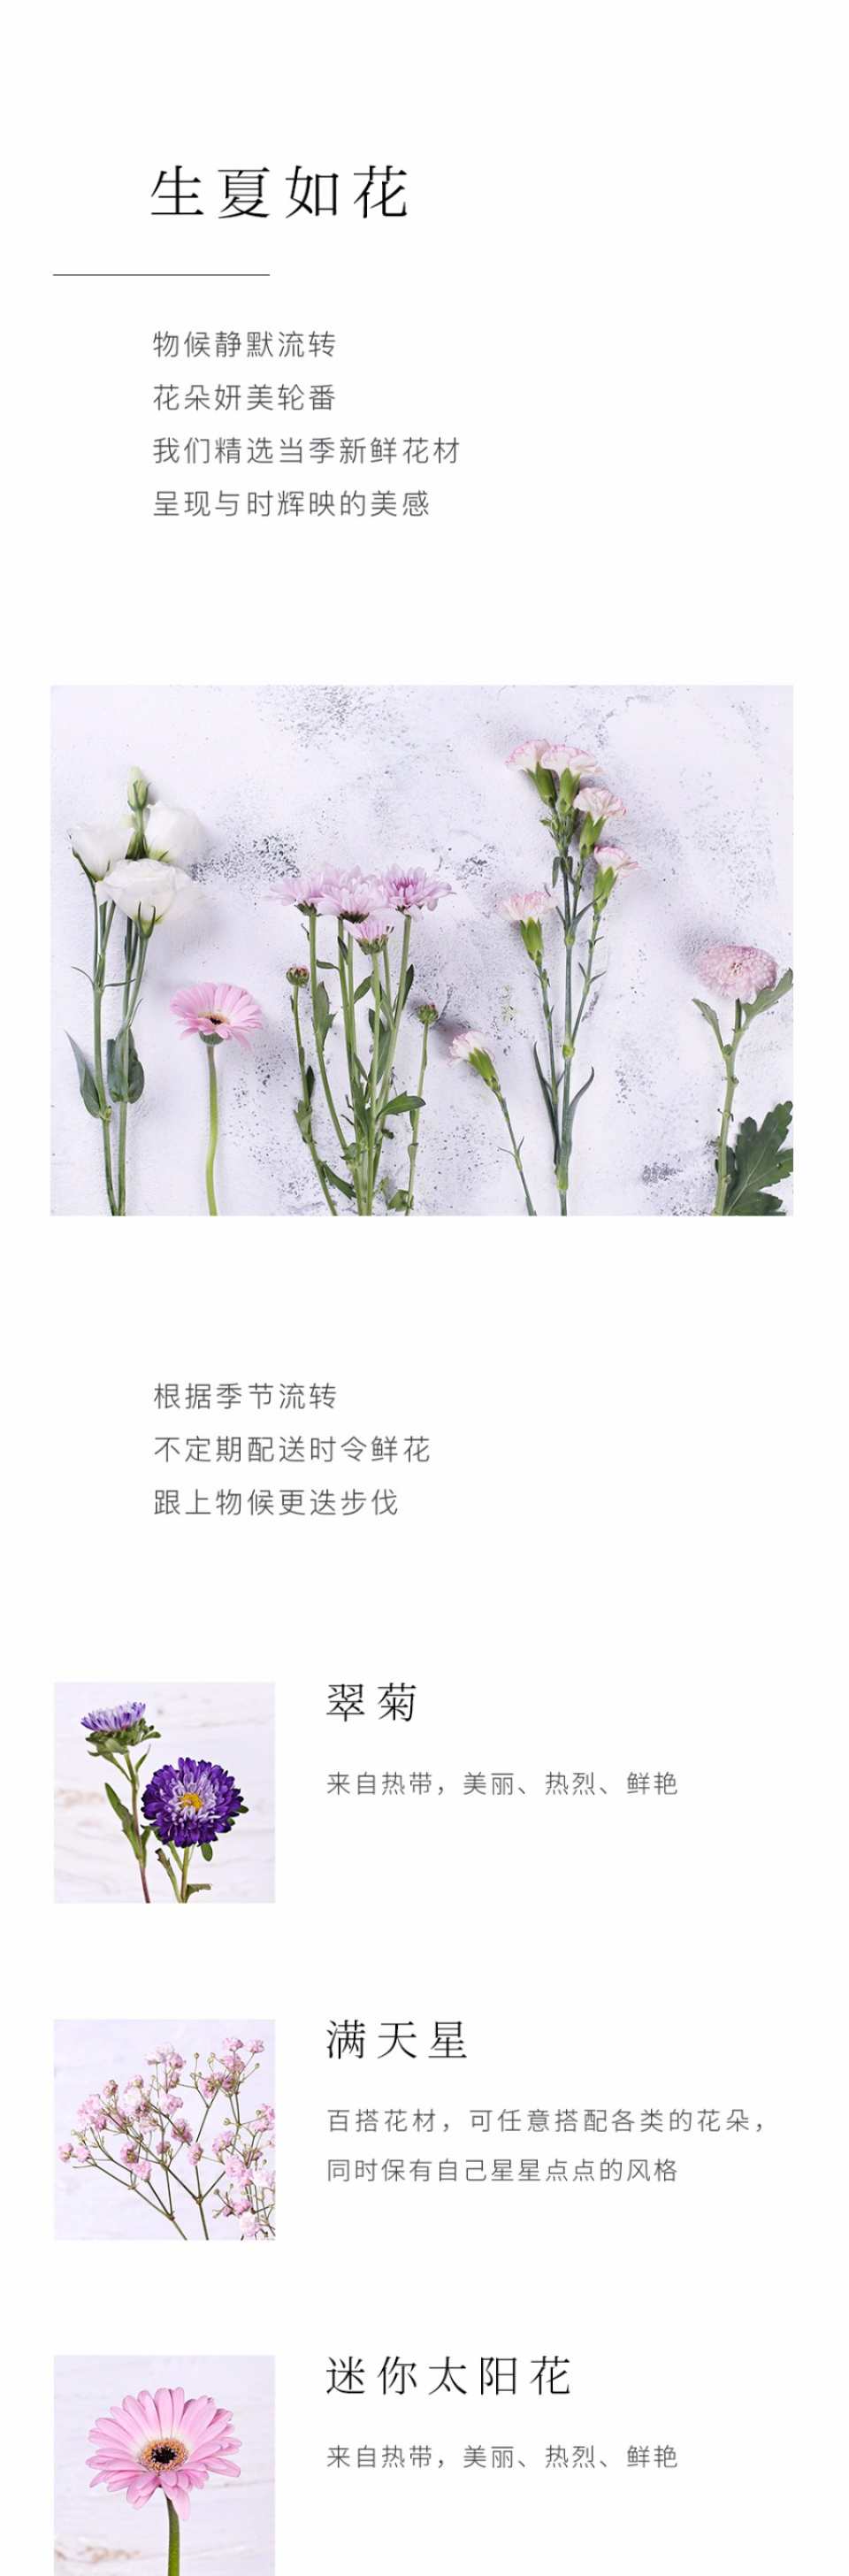 生夏如花
物候静默流转
花朵妍美轮番
我们精选当季新鲜花材
呈现与时辉映的美感
根据季节流转
不定期配送时令鲜花
跟上物候更迭步伐
翠菊
来自热带，美丽、热烈、鲜艳
满天星
百搭花材，可任意搭配各类的花朵，
同时保有自己星星点点的风格
迷你太阳花
来自热带，美丽、热烈、鲜艳